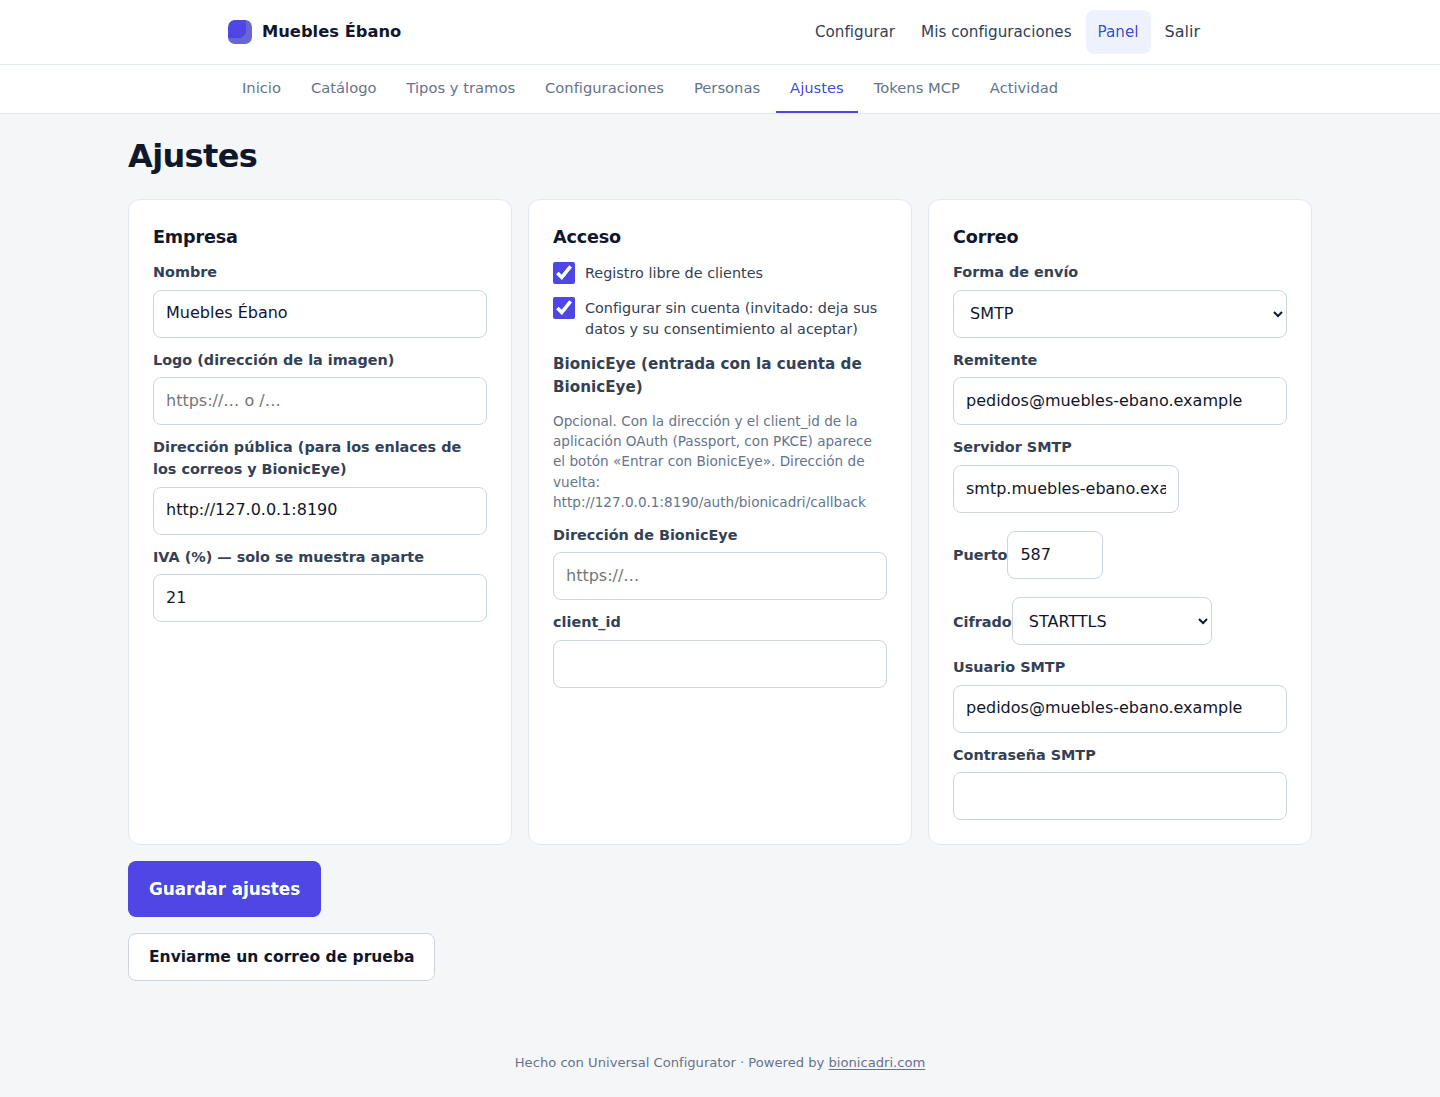 Muebles Ébano
Configurar
Mis configuraciones
Panel
Salir
Inicio
Catálogo
Tipos y tramos
Configuraciones
Personas
Ajustes
Tokens MCP
Actividad
Ajustes
Empresa
Nombre
Muebles Ébano
Logo (dirección de la imagen)
https://... o /...
Dirección pública (para los enlaces de
los correos y BionicEye)
http://127.0.0.1:8190
IVA (%) — solo se muestra aparte
21
Acceso
Registro libre de clientes
Configurar sin cuenta (invitado: deja sus
datos y su consentimiento al aceptar)
BionicEye (entrada con la cuenta de
BionicEye)
Opcional. Con la dirección y el client_id de la
aplicación OAuth (Passport, con PKCE) aparece
el botón «Entrar con BionicEye». Dirección de
vuelta:
http://127.0.0.1:8190/auth/bionicadri/callback
Dirección de BionicEye
https://...
client_id
Correo
Forma de envío
SMTP
Remitente
pedidos@muebles-ebano.example
Servidor SMTP
smtp.muebles-ebano.exa
Puerto
587
Cifrado
STARTTLS
Usuario SMTP
pedidos@muebles-ebano.example
Contraseña SMTP
Guardar ajustes
Enviarme un correo de prueba
Hecho con Universal Configurator · Powered by bionicadri.com